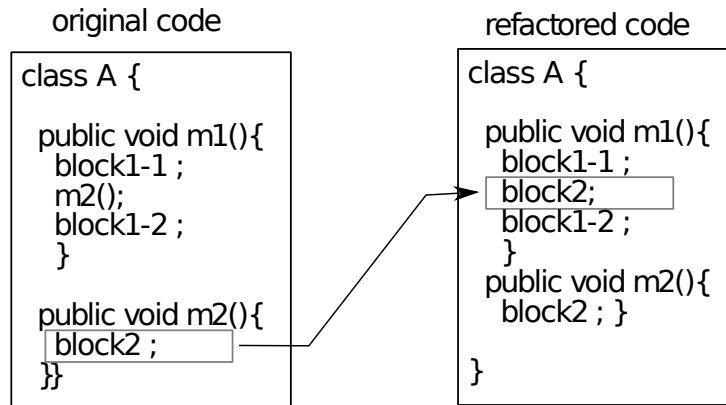 original code
class A {
public void m1(){
block1-1 ;
m2();
block1-2 ;
}
public void m2(){
block2 ;
}}
refactored code
class A {
public void m1(){
block1-1 ;
block2;
block1-2 ;
}
public void m2(){
block2 ; }
}